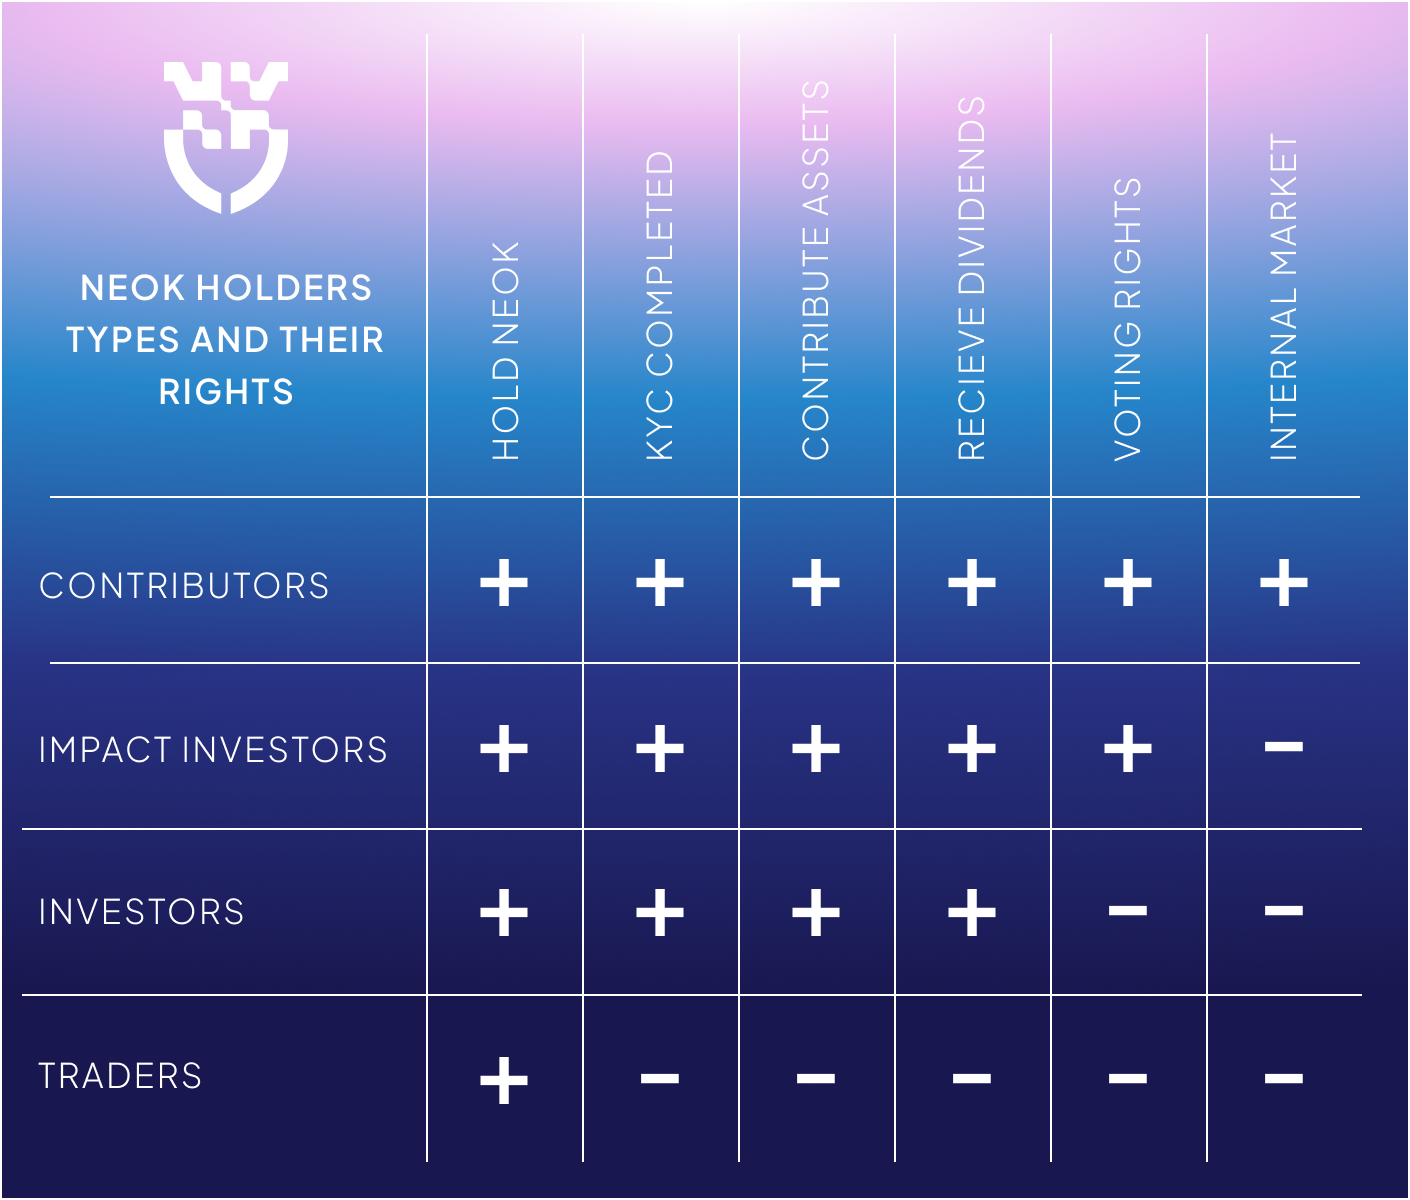 NEOK HOLDERS
TYPES AND THEIR
RIGHTS
HOLD NEOK
KYC COMPLETED
CONTRIBUTE ASSETS
RECIEVE DIVIDENDS
VOTING RIGHTS
INTERNAL MARKET
CONTRIBUTORS + + + + + +
IMPACT INVESTORS + + + + + −
INVESTORS + + + + − −
TRADERS + − − − − −